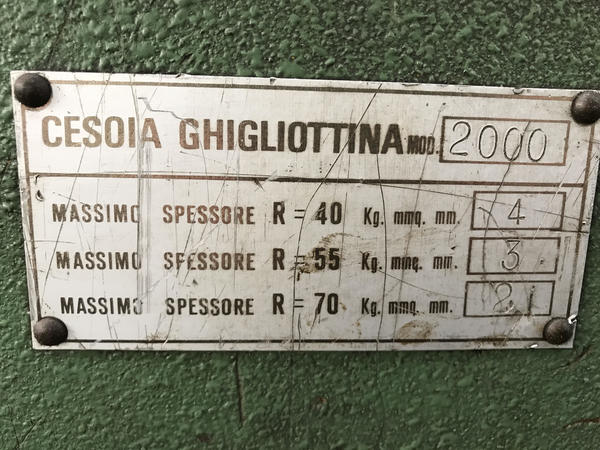 CESOIA GHIGLIOTTINA MOD. 2000
MASSIMO SPESSORE R = 40 Kg. mmq. mm. 4
MASSIMO SPESSORE R = 55 Kg. mmq. mm. 3
MASSIMO SPESSORE R = 70 Kg. mmq. mm. 2